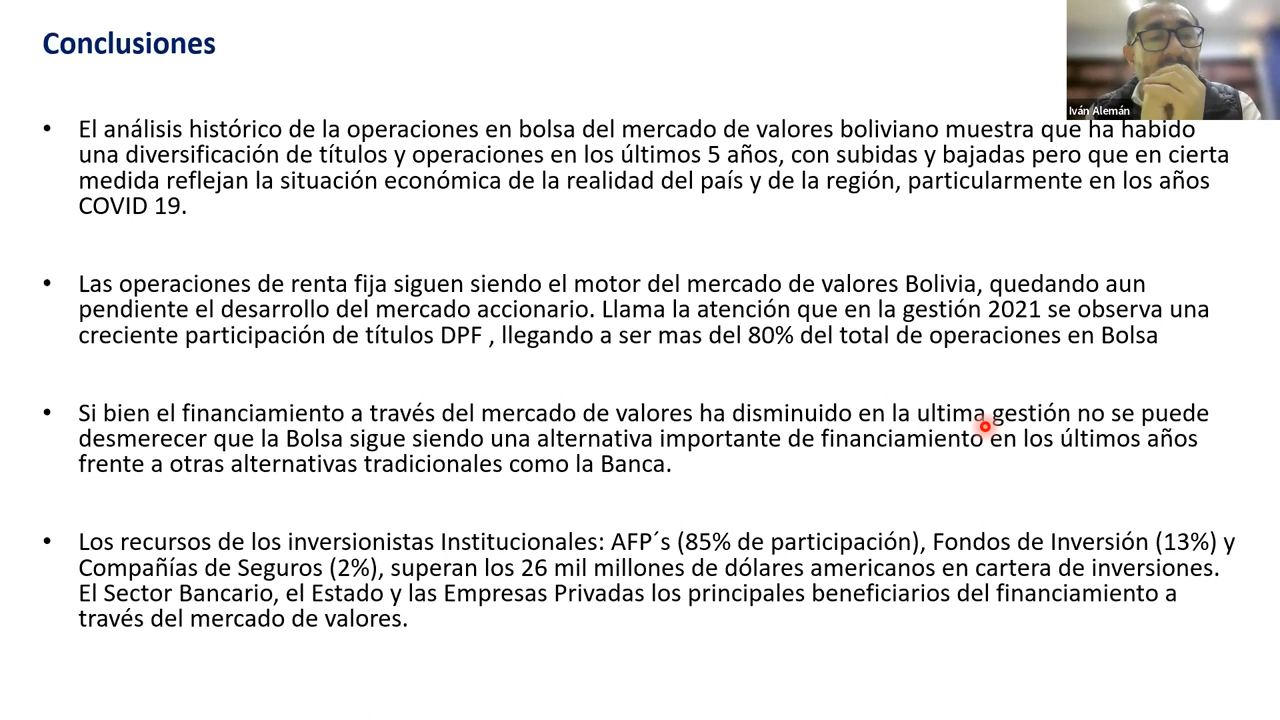 Conclusiones
Iván Alemán
• El análisis histórico de la operaciones en bolsa del mercado de valores boliviano muestra que ha habido
una diversificación de títulos y operaciones en los últimos 5 años, con subidas y bajadas pero que en cierta
medida reflejan la situación económica de la realidad del país y de la región, particularmente en los años
COVID 19.
• Las operaciones de renta fija siguen siendo el motor del mercado de valores Bolivia, quedando aun
pendiente el desarrollo del mercado accionario. Llama la atención que en la gestión 2021 se observa una
creciente participación de títulos DPF , llegando a ser mas del 80% del total de operaciones en Bolsa
• Si bien el financiamiento a través del mercado de valores ha disminuido en la ultima gestión no se puede
desmerecer que la Bolsa sigue siendo una alternativa importante de financiamiento en los últimos años
frente a otras alternativas tradicionales como la Banca.
• Los recursos de los inversionistas Institucionales: AFP´s (85% de participación), Fondos de Inversión (13%) y
Compañías de Seguros (2%), superan los 26 mil millones de dólares americanos en cartera de inversiones.
El Sector Bancario, el Estado y las Empresas Privadas los principales beneficiarios del financiamiento a
través del mercado de valores.